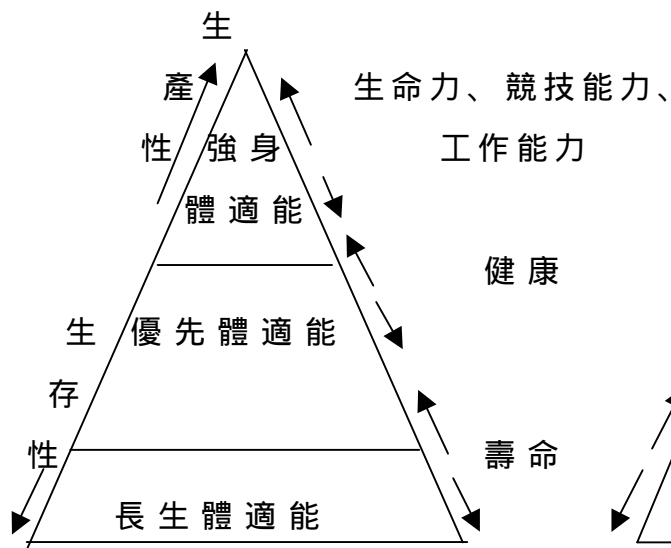 生產性
生存性
強身
體適能
優先體適能
長生體適能
生命力、競技能力、
工作能力
健康
壽命